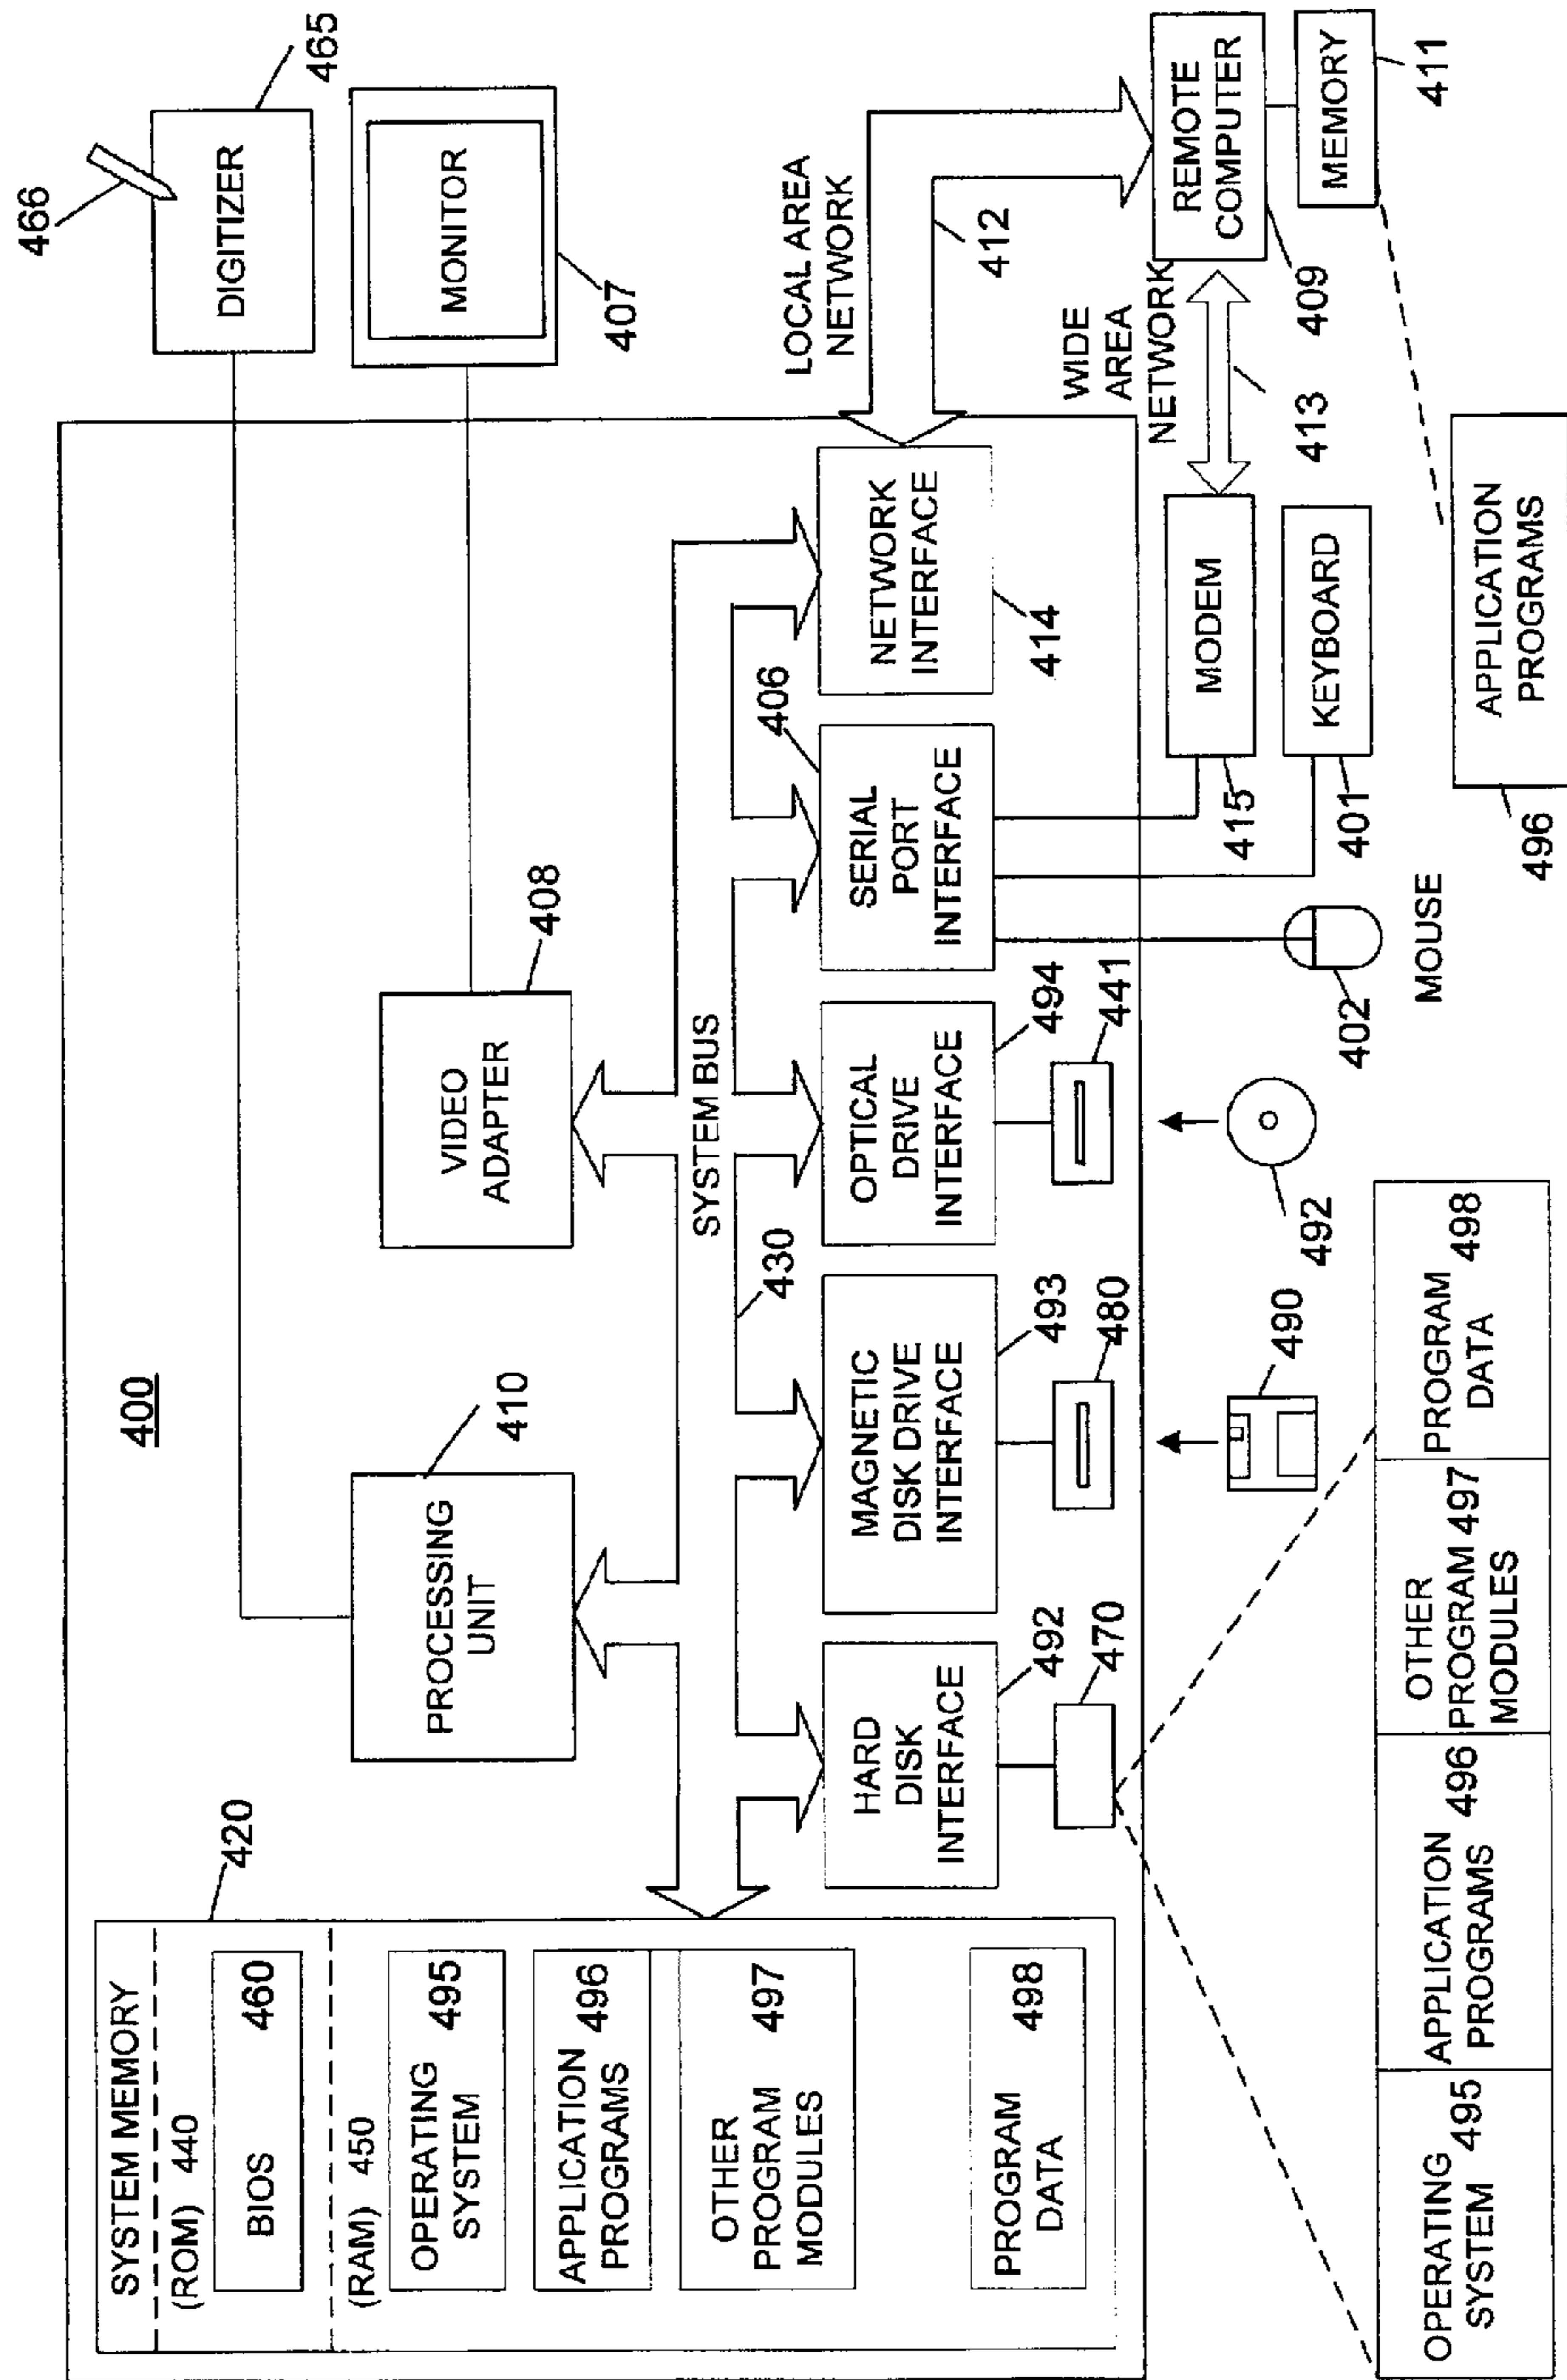 400
SYSTEM MEMORY
420
(ROM) 440
BIOS 460
(RAM) 450
OPERATING
SYSTEM 495
APPLICATION
PROGRAMS 496
OTHER
PROGRAM
MODULES
497
PROGRAM
DATA
498
PROCESSING
UNIT
410
VIDEO
ADAPTER
408
466
DIGITIZER
465
MONITOR
407
SYSTEM BUS
430
HARD
DISK
INTERFACE
492
MAGNETIC
DISK DRIVE
INTERFACE
493
OPTICAL
DRIVE
INTERFACE
494
SERIAL
PORT
INTERFACE
406
NETWORK
INTERFACE
414
LOCAL AREA
NETWORK
412
470
480
441
WIDE
AREA
NETWORK
413
MODEM
415
REMOTE
COMPUTER
409
MEMORY
411
KEYBOARD
401
402
MOUSE
490
492
OPERATING
SYSTEM 495
APPLICATION
PROGRAMS 496
OTHER
PROGRAM 497
MODULES
PROGRAM
DATA 498
496
APPLICATION
PROGRAMS